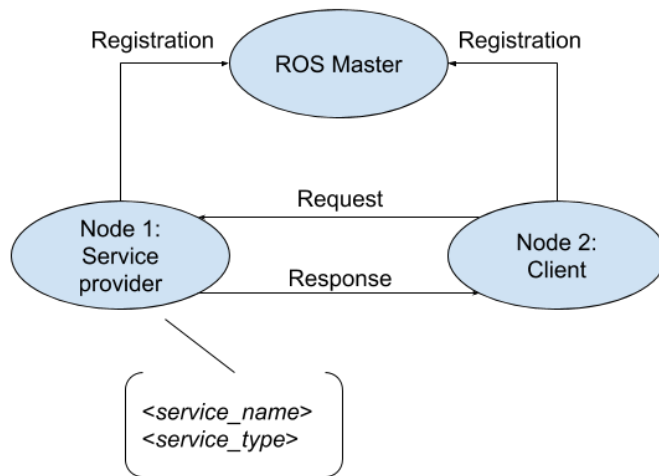 Registration
Registration
ROS Master
Request
Node 1:
Service
provider
Node 2:
Client
Response
<service_name>
<service_type>